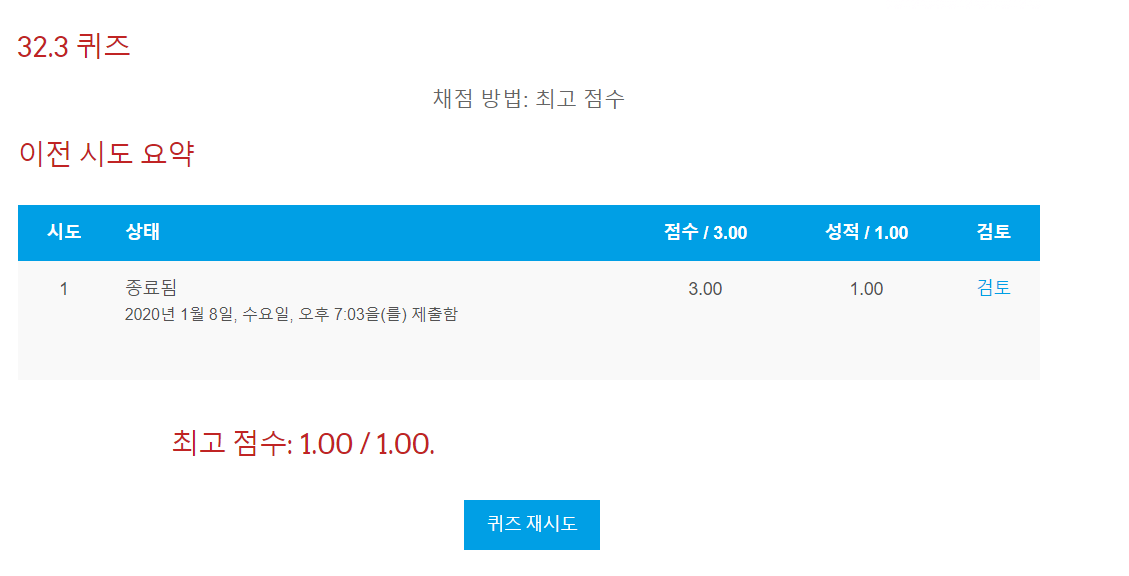 32.3 퀴즈
채점 방법: 최고 점수
이전 시도 요약
시도 상태 점수 / 3.00 성적 / 1.00 검토
1 종료됨 3.00 1.00 검토
2020년 1월 8일, 수요일, 오후 7:03을(를) 제출함
최고 점수: 1.00 / 1.00.
퀴즈 재시도